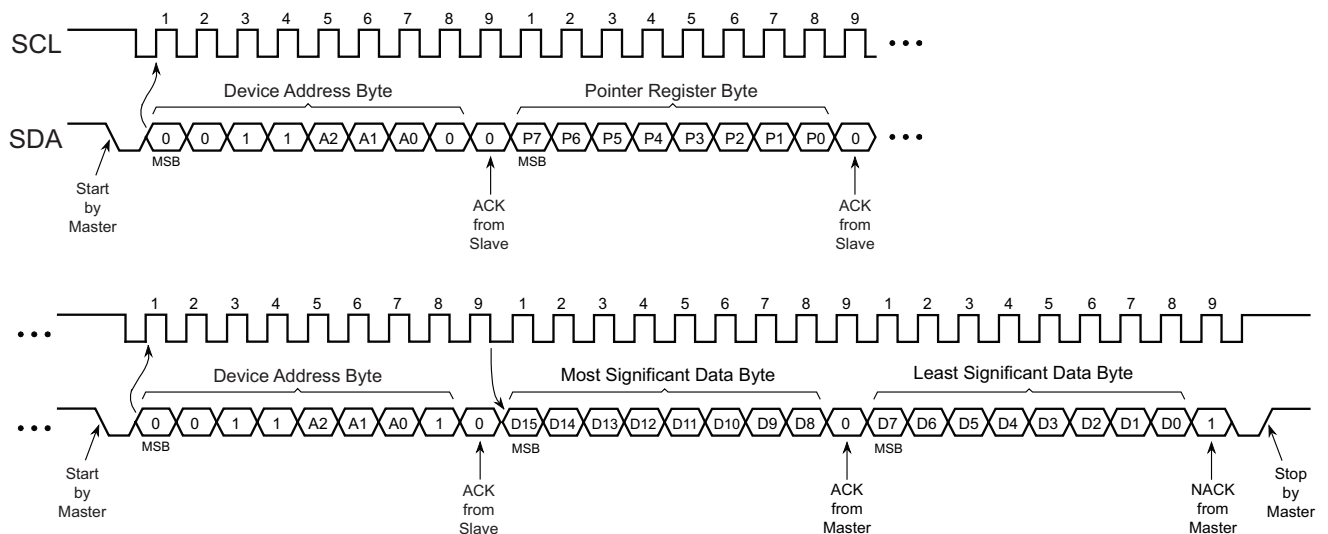 1 2 3 4 5 6 7 8 9 1 2 3 4 5 6 7 8 9
SCL
Device Address Byte Pointer Register Byte
SDA 0 0 1 1 A2 A1 A0 0 0 P7 P6 P5 P4 P3 P2 P1 P0 0
MSB MSB
Start
by
Master
ACK
from
Slave
ACK
from
Slave
1 2 3 4 5 6 7 8 9 1 2 3 4 5 6 7 8 9 1 2 3 4 5 6 7 8 9
Device Address Byte Most Significant Data Byte Least Significant Data Byte
0 0 1 1 A2 A1 A0 1 0 D15 D14 D13 D12 D11 D10 D9 D8 0 D7 D6 D5 D4 D3 D2 D1 D0 1
MSB MSB MSB
Start
by
Master
ACK
from
Slave
ACK
from
Master
NACK
from
Master
Stop
by
Master